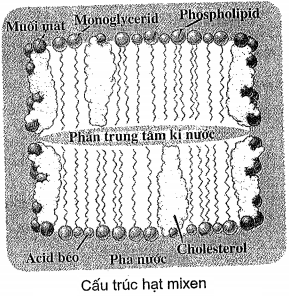 Muối mật Monoglycerid Phospholipid
Phần trung tâm kị nước
Acid béo Pha nước Cholesterol
Cấu trúc hạt mixen